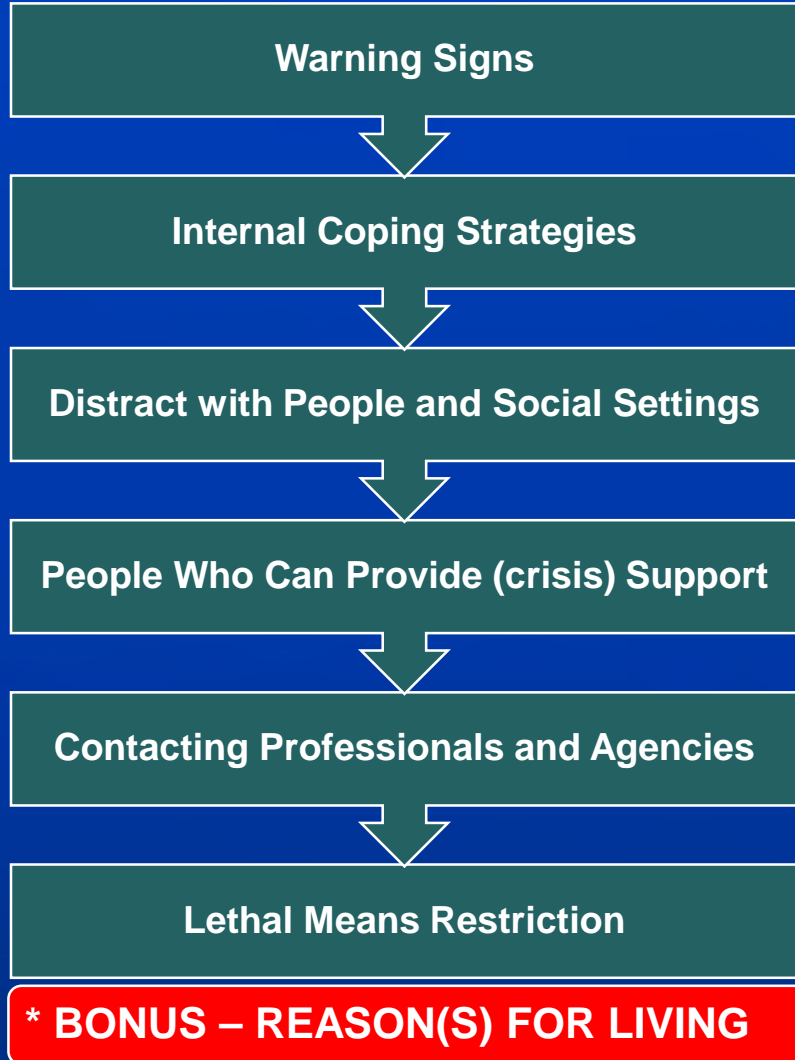 Warning Signs
Internal Coping Strategies
Distract with People and Social Settings
People Who Can Provide (crisis) Support
Contacting Professionals and Agencies
Lethal Means Restriction
* BONUS – REASON(S) FOR LIVING